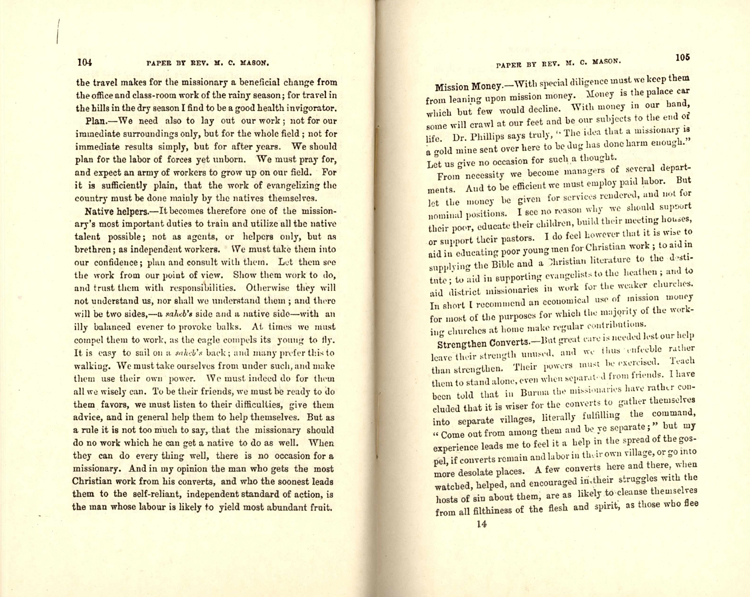 104 PAPER BY REV. M. C. MASON.
the travel makes for the missionary a beneficial change from
the office and class-room work of the rainy season; for travel in
the hills in the dry season I find to be a good health invigorator.
Plan.—We need also to lay out our work; not for our
immediate surroundings only, but for the whole field; not for
immediate results simply, but for after years. We should
plan for the labor of forces yet unborn. We must pray for,
and expect an army of workers to grow up on our field. For
it is sufficiently plain, that the work of evangelizing the
country must be done mainly by the natives themselves.
Native helpers.—It becomes therefore one of the mission-
ary's most important duties to train and utilize all the native
talent possible; not as agents, or helpers only, but as
brethren; as independent workers. We must take them into
our confidence; plan and consult with them. Let them see
the work from our point of view. Show them work to do,
and trust them with responsibilities. Otherwise they will
not understand us, nor shall we understand them; and there
will be two sides,—a saheb's side and a native side—with an
illy balanced evener to provoke balks. At times we must
compel them to work, as the eagle compels its young to fly.
It is easy to sail on a saheb's back; and many prefer this to
walking. We must take ourselves from under such, and make
them use their own power. We must indeed do for them
all we wisely can. To be their friends, we must be ready to do
them favors, we must listen to their difficulties, give them
advice, and in general help them to help themselves. But as
a rule it is not too much to say, that the missionary should
do no work which he can get a native to do as well. When
they can do every thing well, there is no occasion for a
missionary. And in my opinion the man who gets the most
Christian work from his converts, and who the soonest leads
them to the self-reliant, independent standard of action, is
the man whose labour is likely to yield most abundant fruit.
PAPER BY REV. M. C. MASON. 105
Mission Money.—With special diligence must we keep them
from leaning upon mission money. Money is the palace car
which but few would decline. With money in our hand,
some will crawl at our feet and be our subjects to the end of
life. Dr. Phillips says truly, "The idea that a missionary is
a gold mine sent over here to be dug has done harm enough."
Let us give no occasion for such a thought.
From necessity we become managers of several depart-
ments. And to be efficient we must employ paid labor. But
let the money be given for services rendered, and not for
nominal positions. I see no reason why we should support
their poor, educate their children, build their meeting houses,
or support their pastors. I do feel however that it is wise to
aid in educating poor young men for Christian work; to aid in
supplying the Bible and a Christian literature to the desti-
tute; to aid in supporting evangelists to the heathen; and to
aid district missionaries in work for the weaker churches.
In short I recommend an economical use of mission money
for most of the purposes for which the majority of the work-
ing churches at home make regular contributions.
Strengthen Converts.—But great care is needed lest our help
leave their strength unused, and we thus enfeeble rather
than strengthen. Their powers must be exercised. Teach
them to stand alone, even when separated from friends. I have
been told that in Burma the missionaries have rather con-
cluded that it is wiser for the converts to gather themselves
into separate villages, literally fulfilling the command,
"Come out from among them and be ye separate;" but my
experience leads me to feel it a help in the spread of the gos-
pel, if converts remain and labor in their own village, or go into
more desolate places. A few converts here and there, when
watched, helped, and encouraged in their struggles with the
hosts of sin about them, are as likely to cleanse themselves
from all filthiness of the flesh and spirit, as those who flee
14